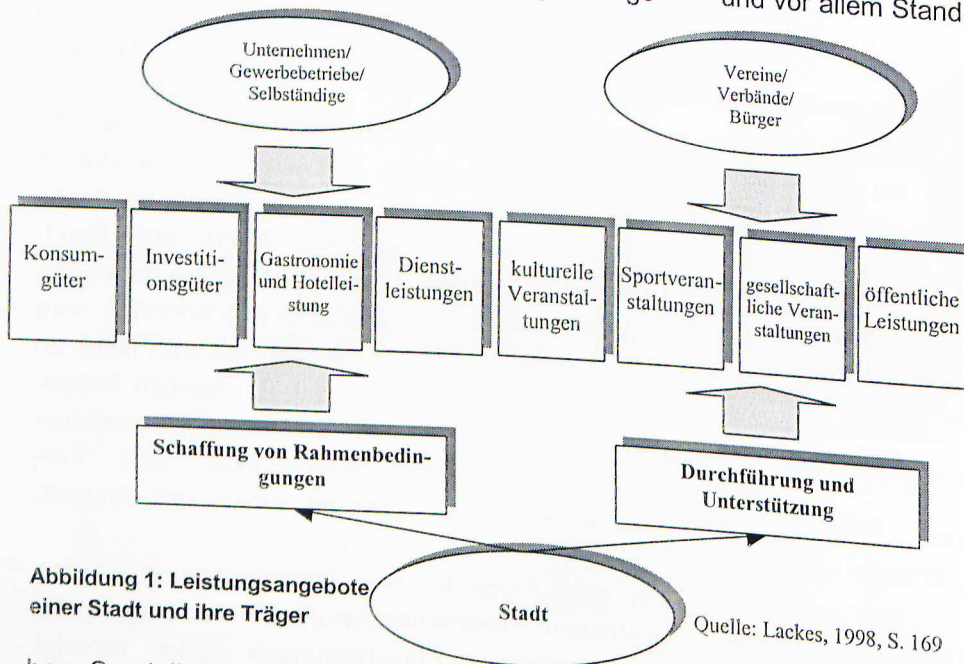 und vor allem Stand
Unternehmen/
Gewerbebetriebe/
Selbständige
Vereine/
Verbände/
Bürger
Konsum-
güter
Investiti-
onsgüter
Gastronomie
und Hotellei-
stung
Dienst-
leistungen
kulturelle
Veranstal-
tungen
Sportveran-
staltungen
gesellschaft-
liche Veran-
staltungen
öffentliche
Leistungen
Schaffung von Rahmenbedin-
gungen
Durchführung und
Unterstützung
Abbildung 1: Leistungsangebote
einer Stadt und ihre Träger
Stadt
Quelle: Lackes, 1998, S. 169